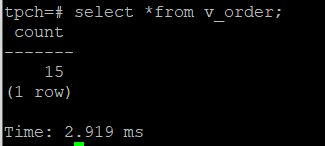 tpch=# select *from v_order;
count
-------
15
(1 row)
Time: 2.919 ms